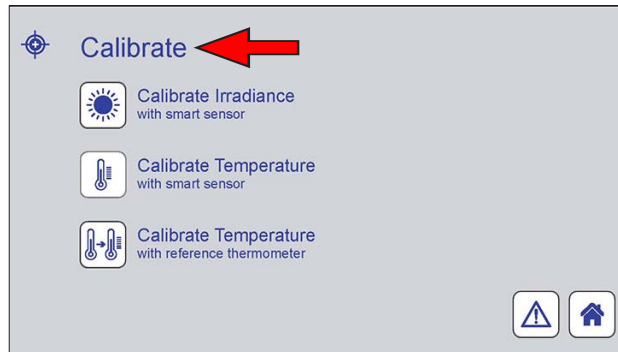 Calibrate
Calibrate Irradiance
with smart sensor
Calibrate Temperature
with smart sensor
Calibrate Temperature
with reference thermometer